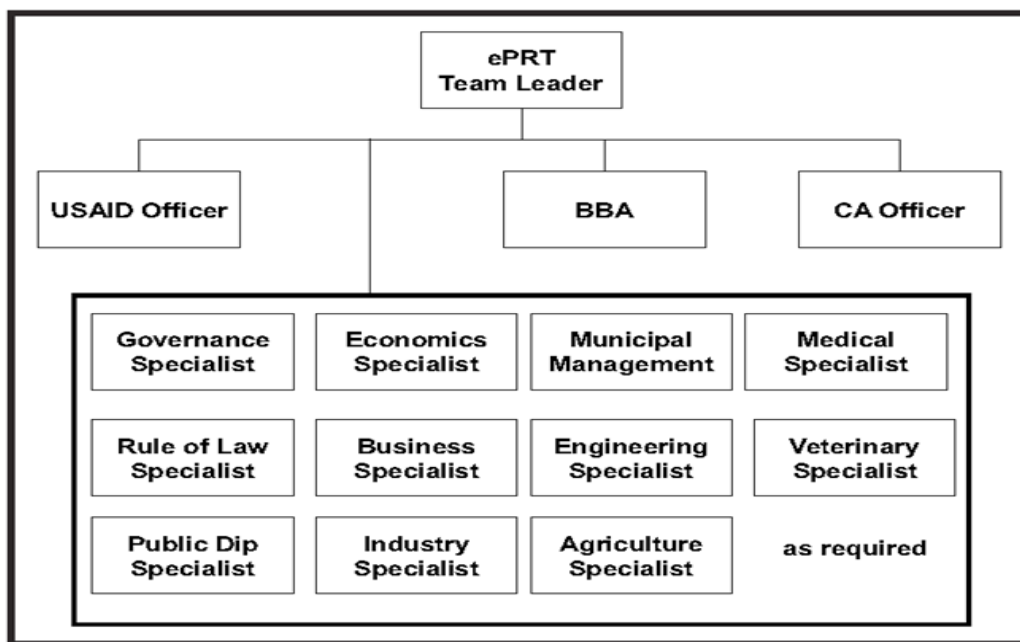 ePRT
Team Leader
USAID Officer
BBA
CA Officer
Governance
Specialist
Economics
Specialist
Municipal
Management
Medical
Specialist
Rule of Law
Specialist
Business
Specialist
Engineering
Specialist
Veterinary
Specialist
Public Dip
Specialist
Industry
Specialist
Agriculture
Specialist
as required